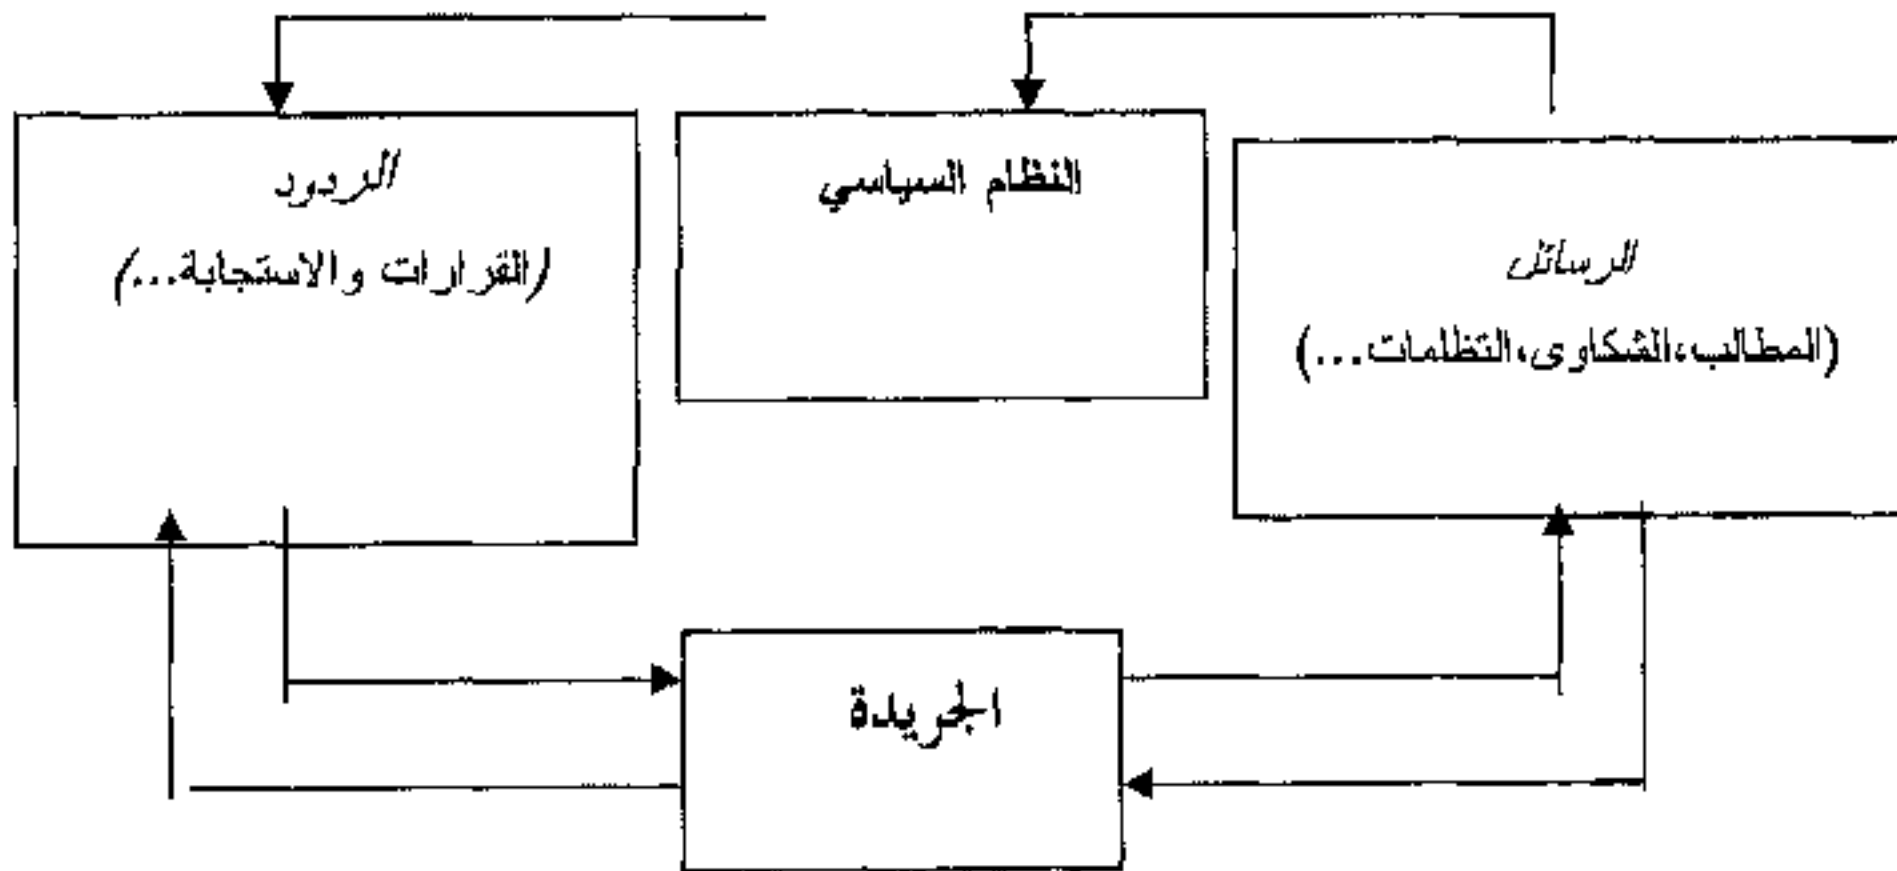 الرسائل
(المطالب،الشكاوى،التظلمات...)
النظام السياسي
الردود
(القرارات والاستجابة...)
الجريدة